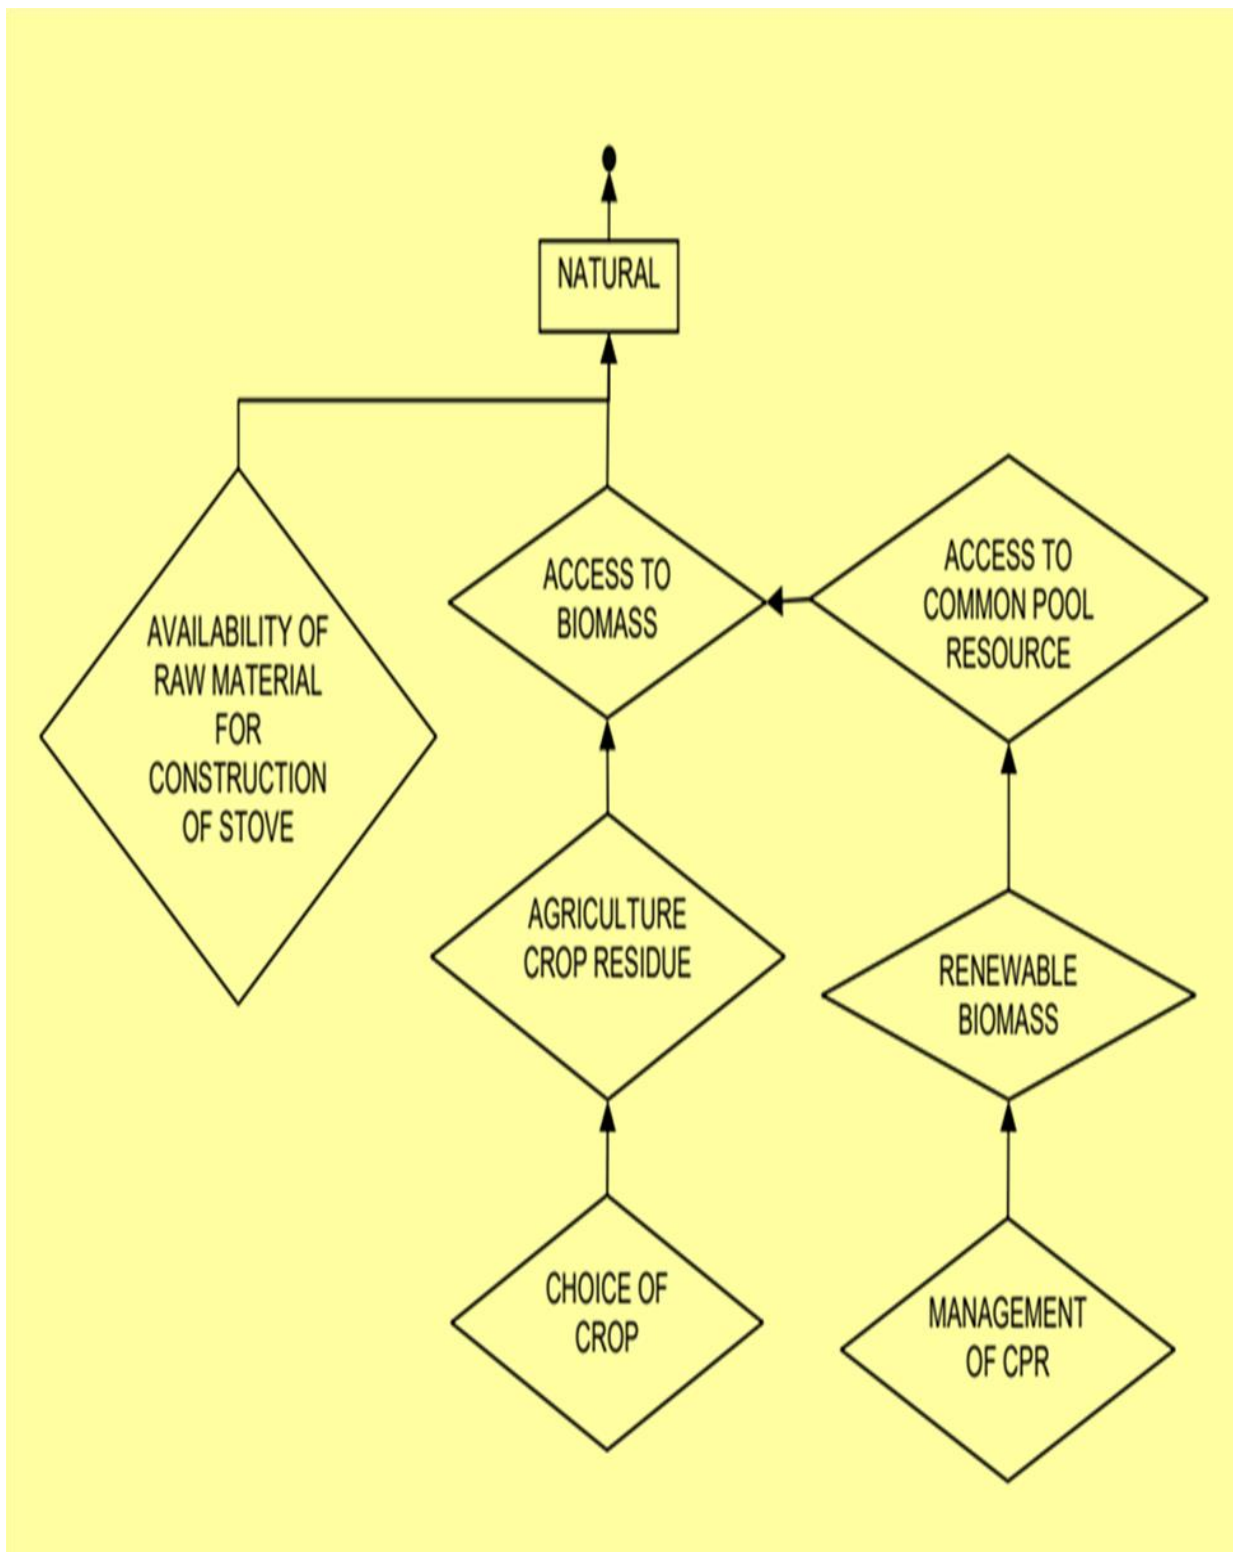 NATURAL
AVAILABILITY OF
RAW MATERIAL
FOR
CONSTRUCTION
OF STOVE
ACCESS TO
BIOMASS
ACCESS TO
COMMON POOL
RESOURCE
AGRICULTURE
CROP RESIDUE
RENEWABLE
BIOMASS
CHOICE OF
CROP
MANAGEMENT
OF CPR